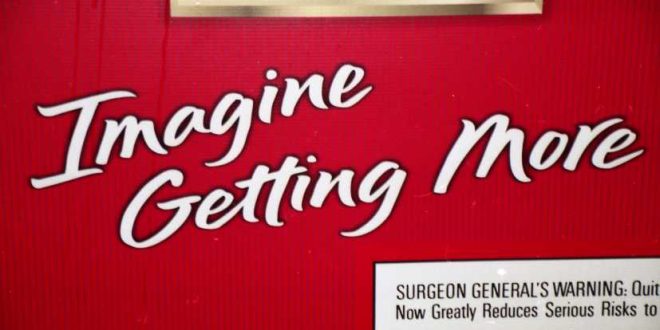 Imagine
Getting More
SURGEON GENERAL'S WARNING: Quit
Now Greatly Reduces Serious Risks to